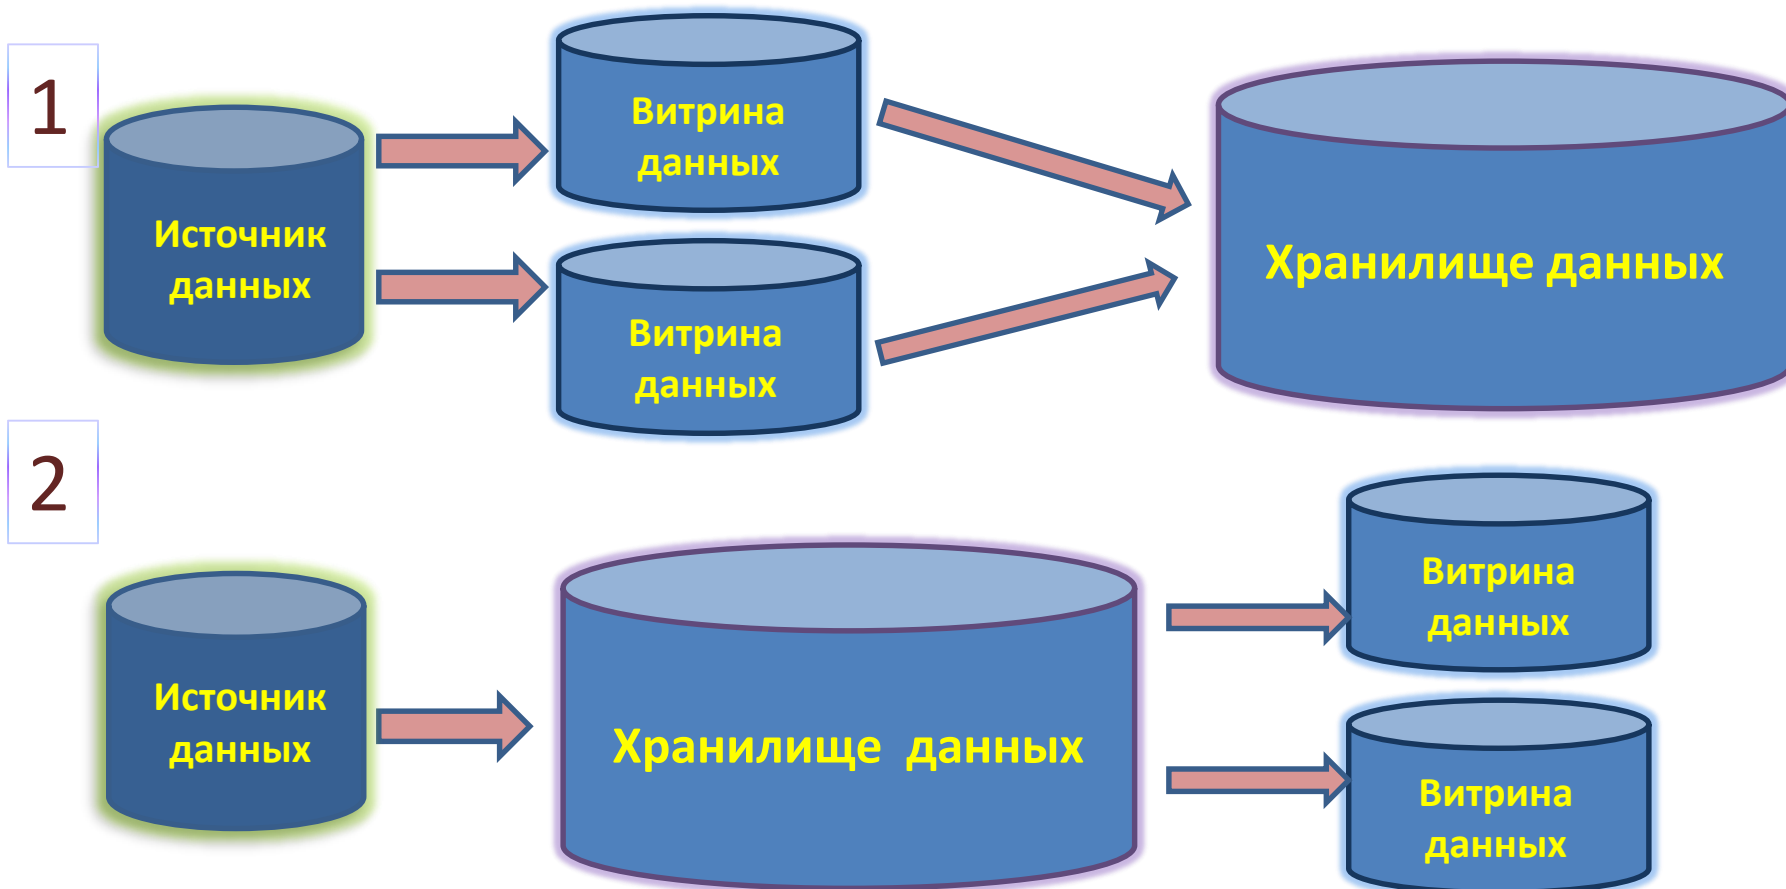 1
Источник
данных
Витрина
данных
Витрина
данных
Хранилище данных
2
Источник
данных
Хранилище  данных
Витрина
данных
Витрина
данных